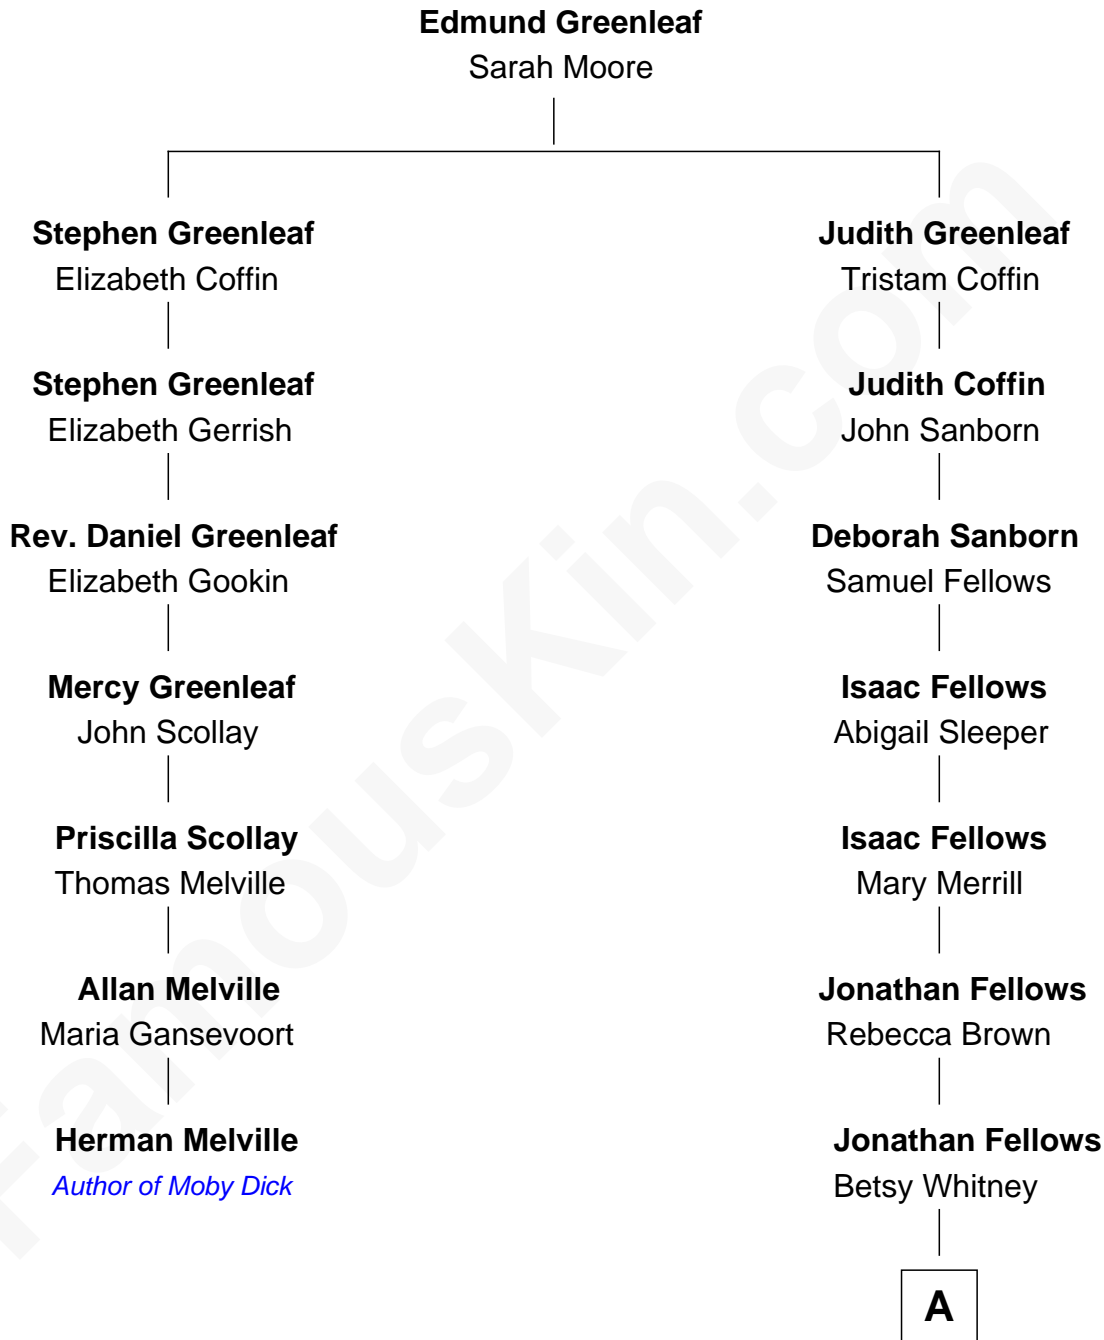 Edmund Greenleaf
Sarah Moore
Stephen Greenleaf
Elizabeth Coffin
Judith Greenleaf
Tristam Coffin
Stephen Greenleaf
Elizabeth Gerrish
Judith Coffin
John Sanborn
Rev. Daniel Greenleaf
Elizabeth Gookin
Deborah Sanborn
Samuel Fellows
Mercy Greenleaf
John Scollay
Isaac Fellows
Abigail Sleeper
Priscilla Scollay
Thomas Melville
Isaac Fellows
Mary Merrill
Allan Melville
Maria Gansevoort
Jonathan Fellows
Rebecca Brown
Herman Melville
Author of Moby Dick
Jonathan Fellows
Betsy Whitney
A
FamousKin.com